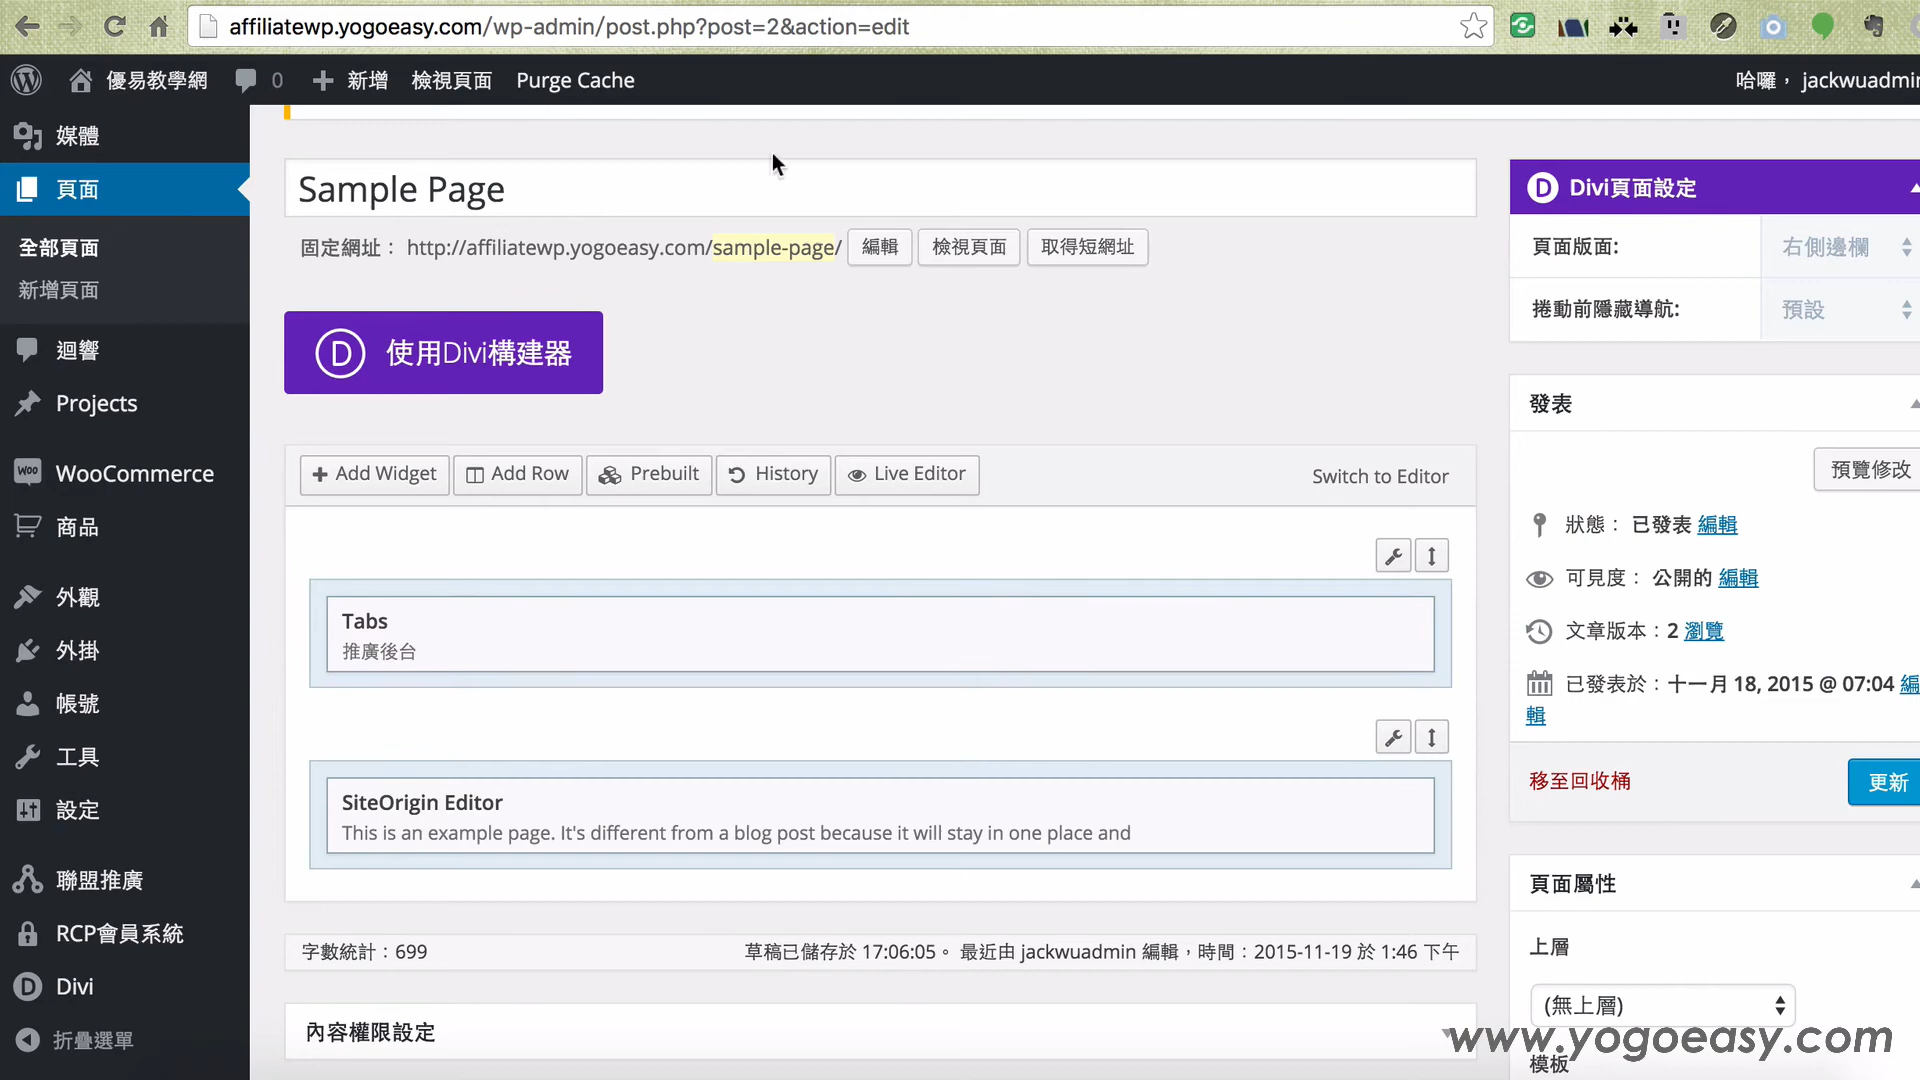 affiliatewp.yogoeasy.com/wp-admin/post.php?post=2&action=edit
優易教學網 0 新增 檢視頁面 Purge Cache
哈囉， jackwuadmin
媒體
頁面
全部頁面
新增頁面
迴響
Projects
WooCommerce
商品
外觀
外掛
帳號
工具
設定
聯盟推廣
RCP會員系統
Divi
折疊選單
Sample Page
固定網址： http://affiliatewp.yogoeasy.com/sample-page/ 編輯 檢視頁面 取得短網址
使用Divi構建器
Add Widget Add Row Prebuilt History Live Editor Switch to Editor
Tabs
推廣後台
SiteOrigin Editor
This is an example page. It's different from a blog post because it will stay in one place and
字數統計：699
草稿已儲存於 17:06:05。 最近由 jackwuadmin 編輯，時間：2015-11-19 於 1:46 下午
內容權限設定
Divi頁面設定
頁面版面: 右側邊欄
捲動前隱藏導航: 預設
發表
預覽修改
狀態： 已發表 編輯
可見度： 公開的 編輯
文章版本：2 瀏覽
已發表於：十一月 18, 2015 @ 07:04 編
輯
移至回收桶 更新
頁面屬性
上層
(無上層)
www.yogoeasy.com
模板